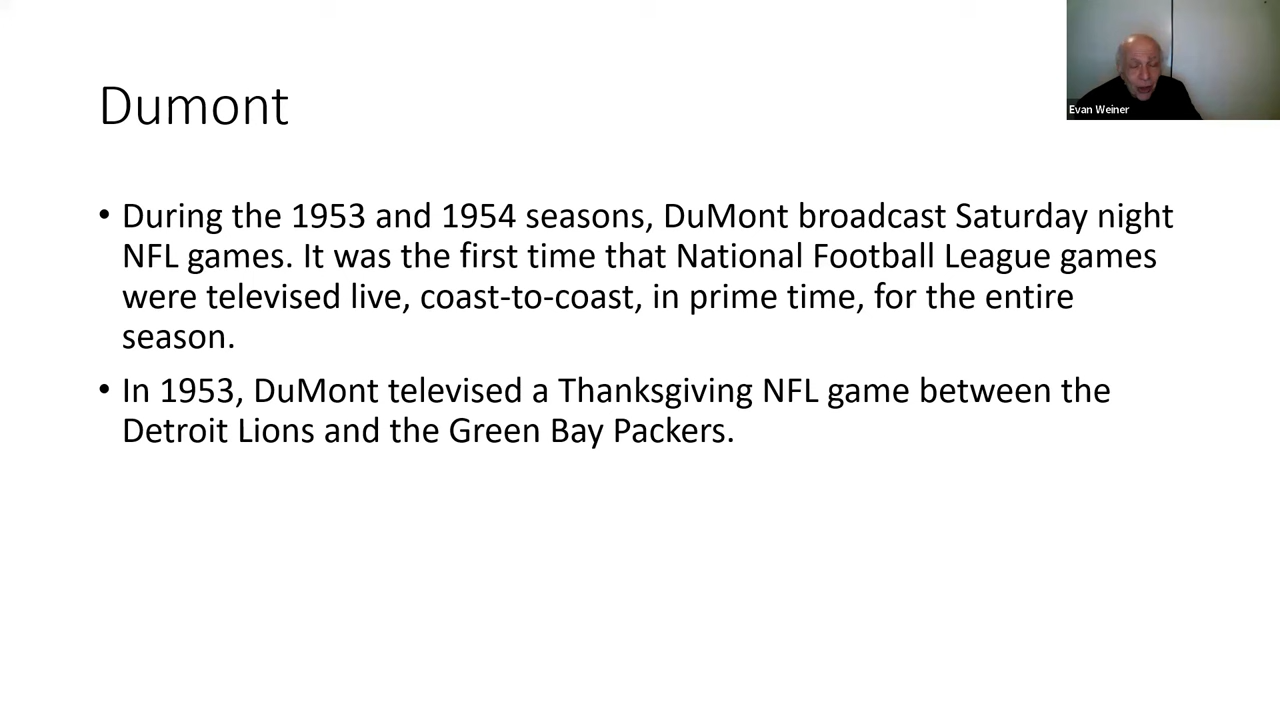 Dumont
Evan Weiner
• During the 1953 and 1954 seasons, DuMont broadcast Saturday night
NFL games. It was the first time that National Football League games
were televised live, coast-to-coast, in prime time, for the entire
season.
• In 1953, DuMont televised a Thanksgiving NFL game between the
Detroit Lions and the Green Bay Packers.